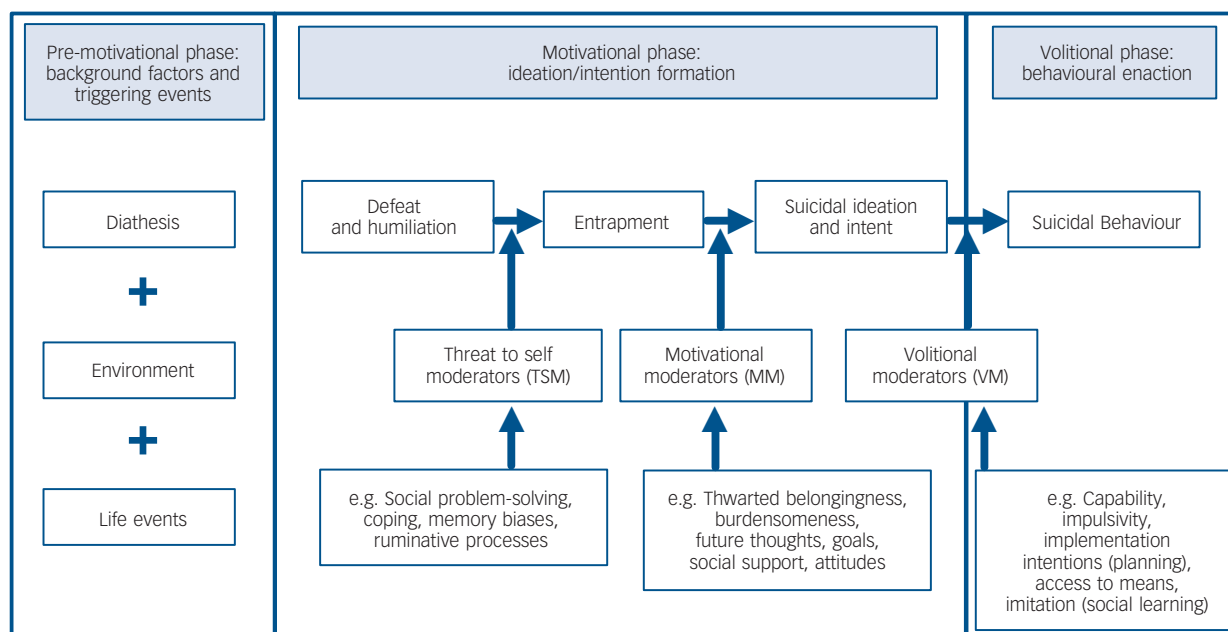 Pre-motivational phase:
background factors and
triggering events
Motivational phase:
ideation/intention formation
Volitional phase:
behavioural enaction
Diathesis
+
Environment
+
Life events
Defeat
and humiliation
Entrapment
Suicidal ideation
and intent
Suicidal Behaviour
Threat to self
moderators (TSM)
Motivational
moderators (MM)
Volitional
moderators (VM)
e.g. Social problem-solving,
coping, memory biases,
ruminative processes
e.g. Thwarted belongingness,
burdensomeness,
future thoughts, goals,
social support, attitudes
e.g. Capability,
impulsivity,
implementation
intentions (planning),
access to means,
imitation (social learning)